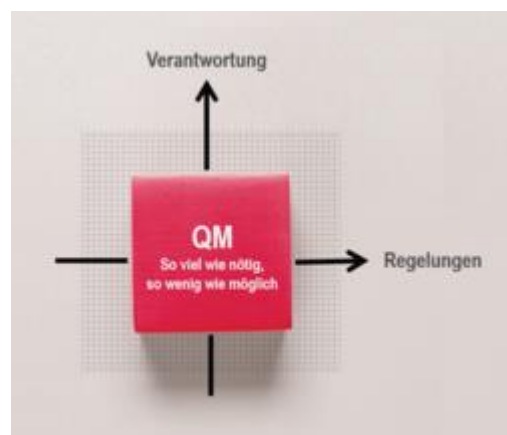 Verantwortung
QM
So viel wie nötig,
so wenig wie möglich
Regelungen